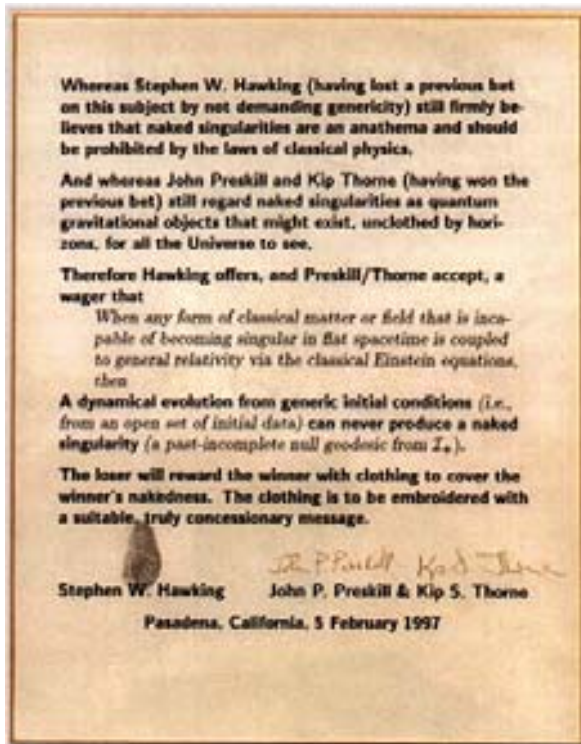 Whereas Stephen W. Hawking (having lost a previous bet
on this subject by not demanding genericity) still firmly be-
lieves that naked singularities are an anathema and should
be prohibited by the laws of classical physics,
And whereas John Preskill and Kip Thorne (having won the
previous bet) still regard naked singularities as quantum
gravitational objects that might exist, unclothed by hori-
zons, for all the Universe to see,
Therefore Hawking offers, and Preskill/Thorne accept, a
wager that
When any form of classical matter or field that is inca-
pable of becoming singular in flat spacetime is coupled
to general relativity via the classical Einstein equations,
then
A dynamical evolution from generic initial conditions (i.e.,
from an open set of initial data) can never produce a naked
singularity (a past-incomplete null geodesic from I₊).
The loser will reward the winner with clothing to cover the
winner's nakedness. The clothing is to be embroidered with
a suitable, truly concessionary message.
John P Preskill Kip S Thorne
Stephen W. Hawking John P. Preskill & Kip S. Thorne
Pasadena, California, 5 February 1997